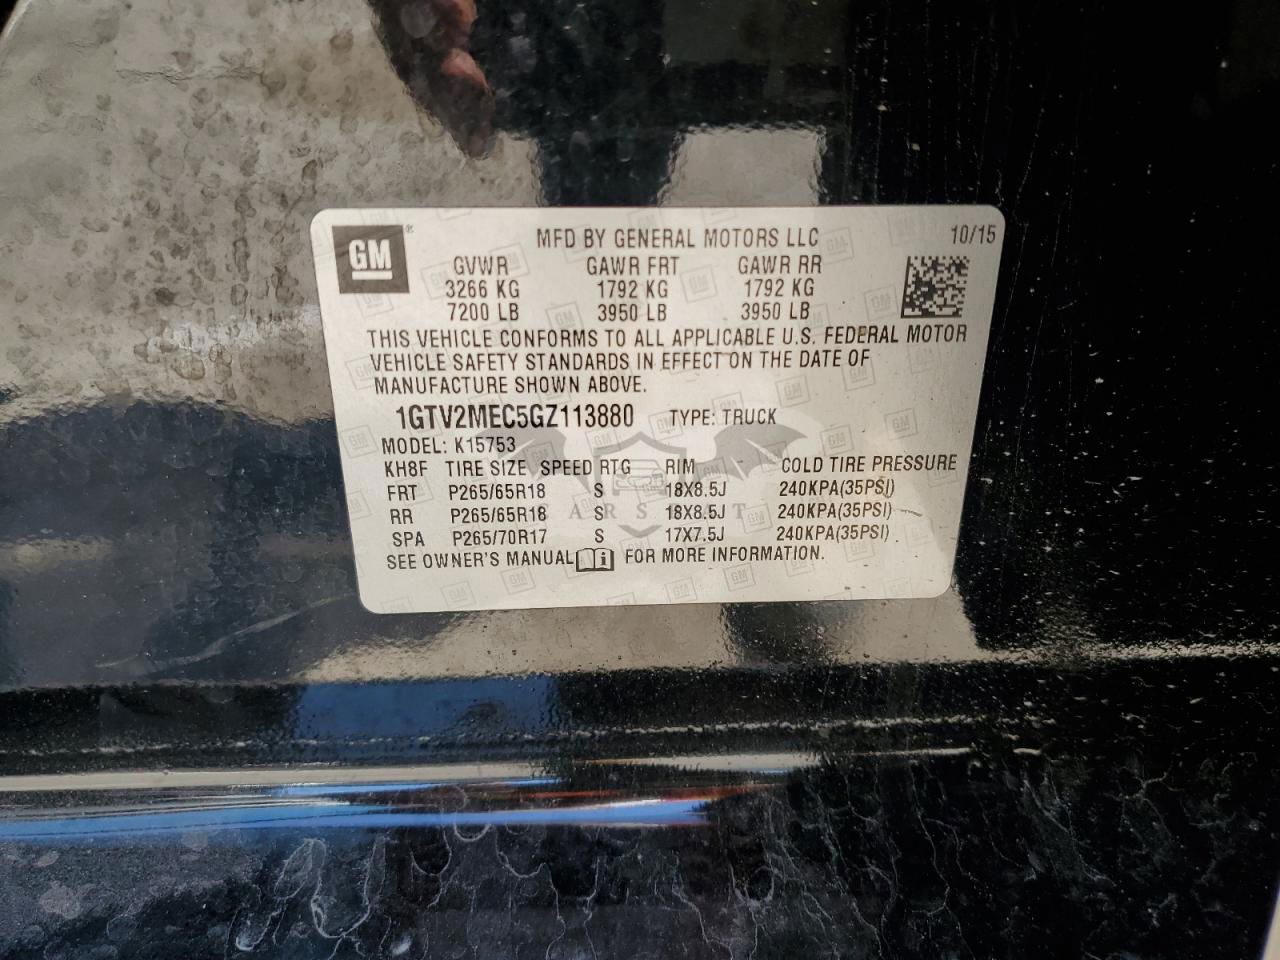 GM ®
MFD BY GENERAL MOTORS LLC 10/15
GVWR GAWR FRT GAWR RR
3266 KG 1792 KG 1792 KG
7200 LB 3950 LB 3950 LB
THIS VEHICLE CONFORMS TO ALL APPLICABLE U.S. FEDERAL MOTOR
VEHICLE SAFETY STANDARDS IN EFFECT ON THE DATE OF
MANUFACTURE SHOWN ABOVE.
1GTV2MEC5GZ113880 TYPE: TRUCK
MODEL: K15753
KH8F TIRE SIZE SPEED RTG RIM COLD TIRE PRESSURE
FRT P265/65R18 S 18X8.5J 240KPA(35PSI)
RR P265/65R18 S 18X8.5J 240KPA(35PSI)
SPA P265/70R17 S 17X7.5J 240KPA(35PSI)
SEE OWNER'S MANUAL FOR MORE INFORMATION.